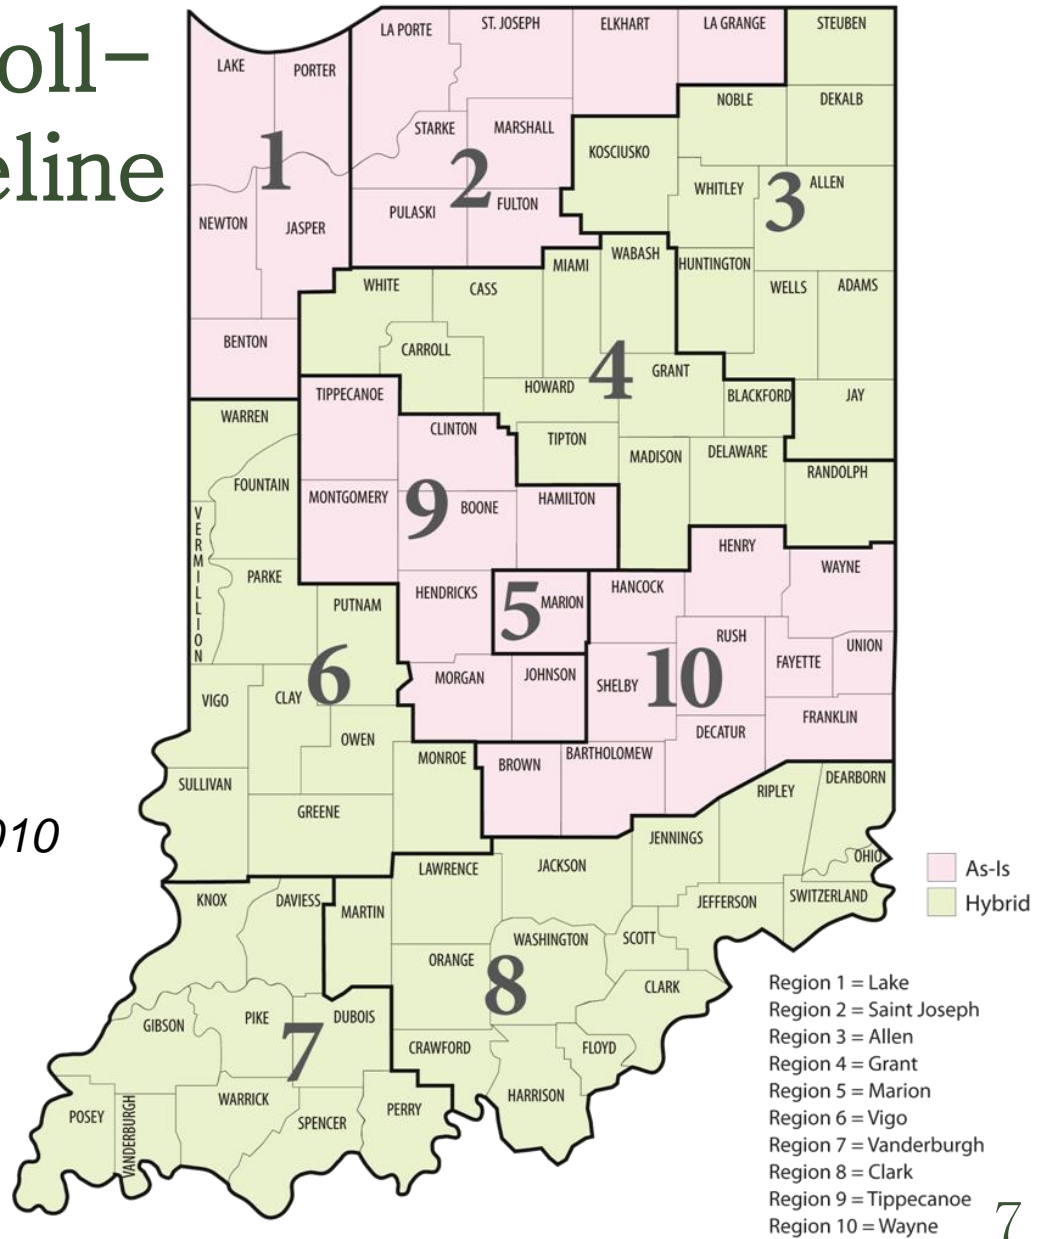 oll–
eline
010
LAKE
PORTER
LA PORTE
ST. JOSEPH
ELKHART
LA GRANGE
STEUBEN
NOBLE
DEKALB
STARKE
MARSHALL
KOSCIUSKO
1
2
WHITLEY
3
ALLEN
NEWTON
JASPER
PULASKI
FULTON
MIAMI
WABASH
HUNTINGTON
WHITE
CASS
WELLS
ADAMS
BENTON
CARROLL
4
GRANT
HOWARD
BLACKFORD
JAY
TIPPECANOE
WARREN
CLINTON
TIPTON
MADISON
DELAWARE
RANDOLPH
FOUNTAIN
MONTGOMERY
9
BOONE
HAMILTON
VERMILLION
HENRY
WAYNE
PARKE
PUTNAM
HENDRICKS
5
MARION
HANCOCK
RUSH
FAYETTE
UNION
6
MORGAN
JOHNSON
SHELBY
10
VIGO
CLAY
FRANKLIN
OWEN
DECATUR
MONROE
BROWN
BARTHOLOMEW
SULLIVAN
GREENE
RIPLEY
DEARBORN
JENNINGS
OHIO
LAWRENCE
JACKSON
KNOX
DAVIESS
MARTIN
JEFFERSON
SWITZERLAND
ORANGE
WASHINGTON
SCOTT
8
CLARK
GIBSON
PIKE
7
DUBOIS
CRAWFORD
FLOYD
HARRISON
POSEY
VANDERBURGH
WARRICK
SPENCER
PERRY
As-Is
Hybrid
Region 1 = Lake
Region 2 = Saint Joseph
Region 3 = Allen
Region 4 = Grant
Region 5 = Marion
Region 6 = Vigo
Region 7 = Vanderburgh
Region 8 = Clark
Region 9 = Tippecanoe
Region 10 = Wayne
7